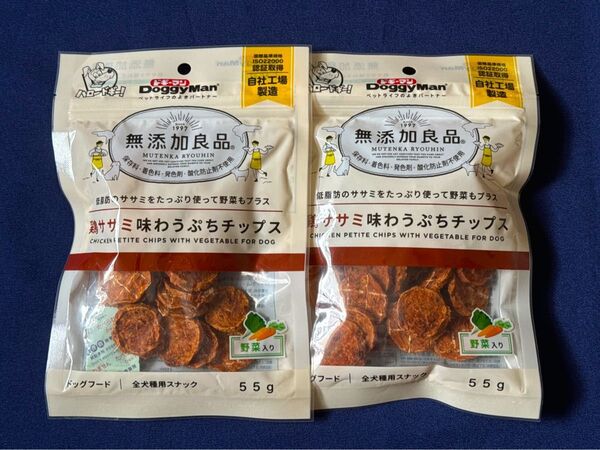 ハロードギー!
ドギーマン
DoggyMan
ペットライフのよきパートナー
国際基準規格
ISO22000
認証取得
自社工場
製造
1997
無添加良品®
MUTENKA RYOUHIN
保存料・着色料・発色剤・酸化防止剤不使用
低脂肪のササミをたっぷり使って野菜もプラス
鶏ササミ味わうぷちチップス
CHICKEN PETITE CHIPS WITH VEGETABLE FOR DOG
野菜入り
ドッグフード 全犬種用スナック 55g
ハロードギー!
ドギーマン
DoggyMan
ペットライフのよきパートナー
国際基準規格
ISO22000
認証取得
自社工場
製造
1997
無添加良品®
MUTENKA RYOUHIN
保存料・着色料・発色剤・酸化防止剤不使用
低脂肪のササミをたっぷり使って野菜もプラス
鶏ササミ味わうぷちチップス
CHICKEN PETITE CHIPS WITH VEGETABLE FOR DOG
野菜入り
ドッグフード 全犬種用スナック 55g